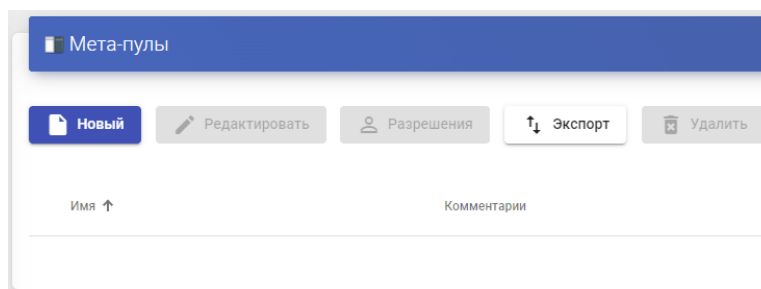 Мета-пулы
Новый Редактировать Разрешения Экспорт Удалить
Имя Комментарии